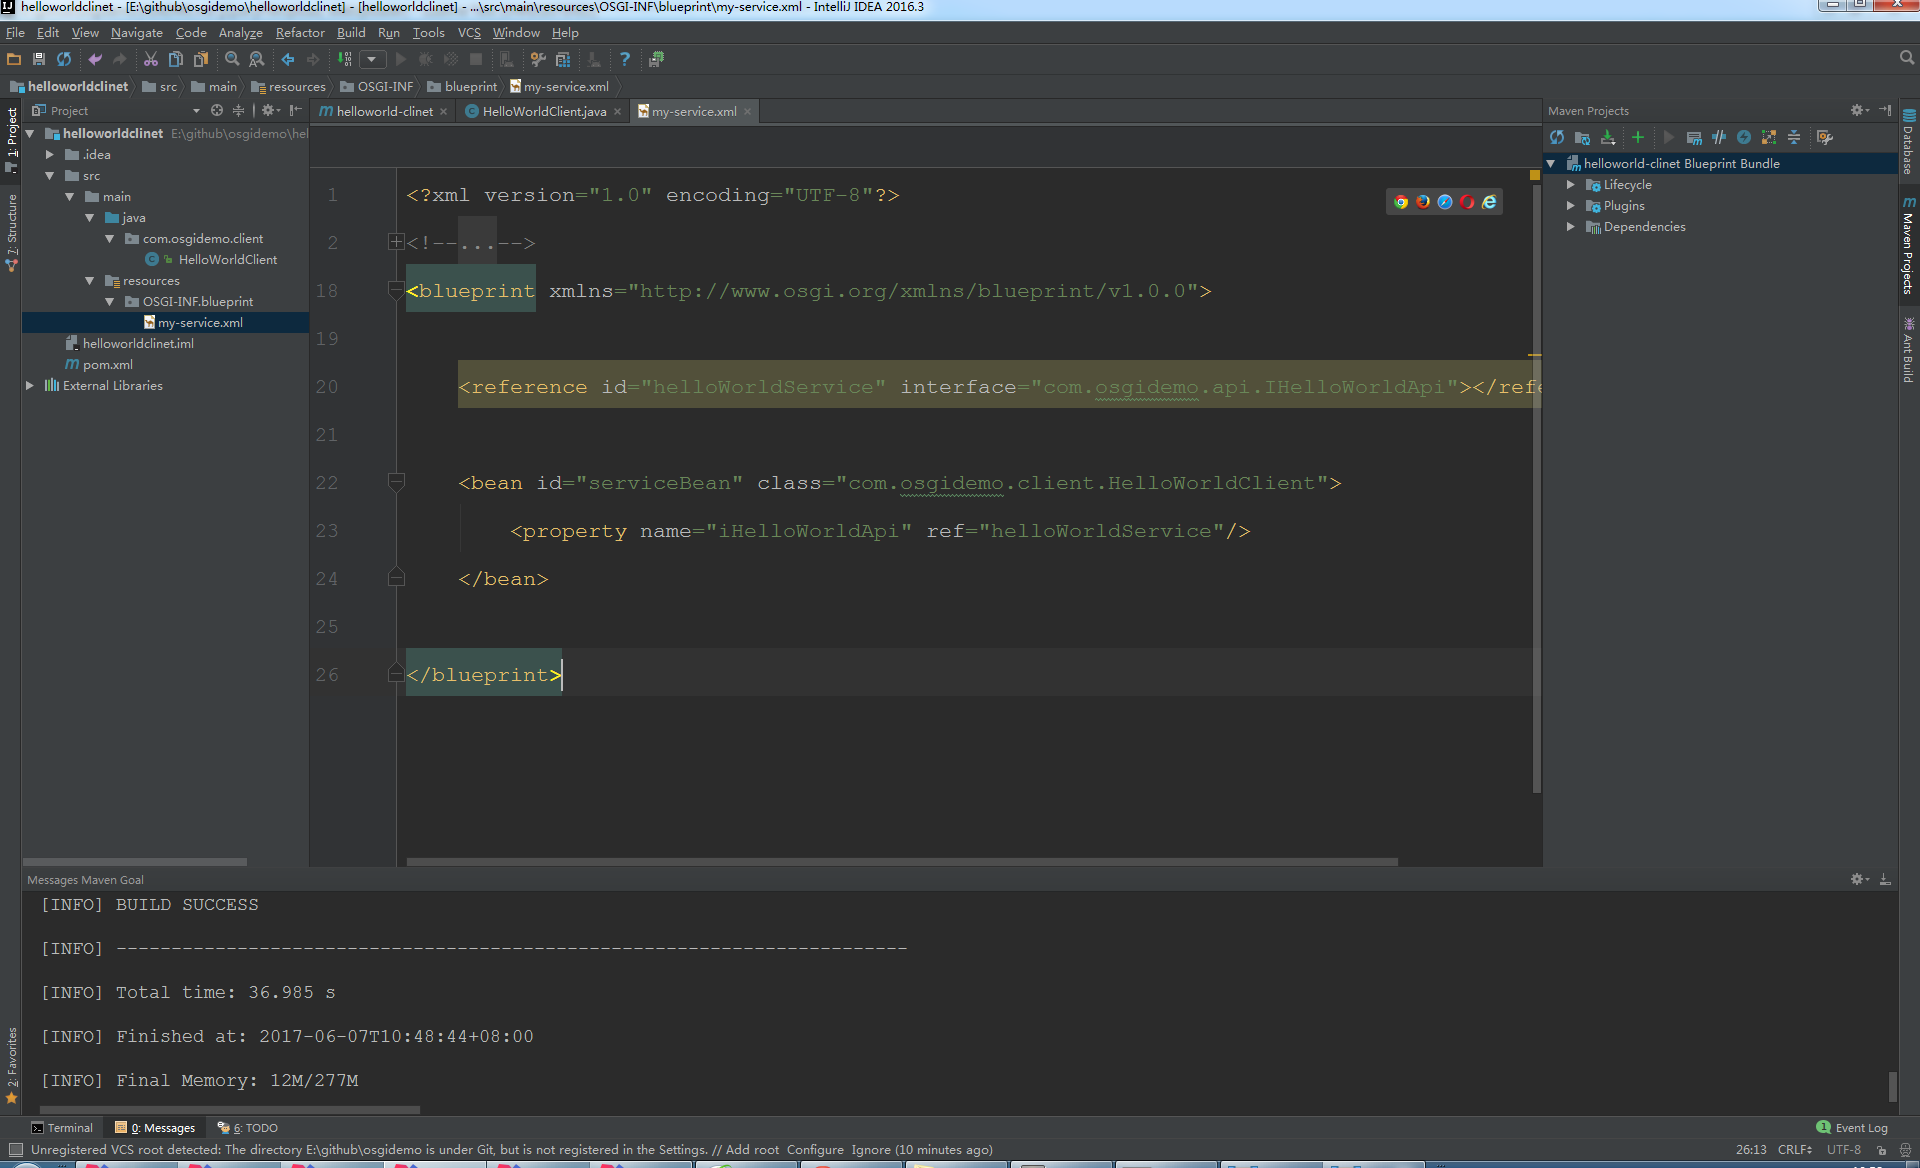 helloworldclinet - [E:\github\osgidemo\helloworldclinet] - [helloworldclinet] - ...\src\main\resources\OSGI-INF\blueprint\my-service.xml - IntelliJ IDEA 2016.3
File Edit View Navigate Code Analyze Refactor Build Run Tools VCS Window Help
helloworldclinet src main resources OSGI-INF blueprint my-service.xml
Project
helloworld-clinet HelloWorldClient.java my-service.xml
Maven Projects
1: Project
7: Structure
2: Favorites
helloworldclinet E:\github\osgidemo\hel
.idea
src
main
java
com.osgidemo.client
HelloWorldClient
resources
OSGI-INF.blueprint
my-service.xml
helloworldclinet.iml
pom.xml
External Libraries
1 <?xml version="1.0" encoding="UTF-8"?>
2 <!--...-->
18 <blueprint xmlns="http://www.osgi.org/xmlns/blueprint/v1.0.0">
19
20 <reference id="helloWorldService" interface="com.osgidemo.api.IHelloWorldApi"></refe
21
22 <bean id="serviceBean" class="com.osgidemo.client.HelloWorldClient">
23 <property name="iHelloWorldApi" ref="helloWorldService"/>
24 </bean>
25
26 </blueprint>
helloworld-clinet Blueprint Bundle
Lifecycle
Plugins
Dependencies
Database
Maven Projects
Ant Build
Messages Maven Goal
[INFO] BUILD SUCCESS
[INFO] ------------------------------------------------------------------------
[INFO] Total time: 36.985 s
[INFO] Finished at: 2017-06-07T10:48:44+08:00
[INFO] Final Memory: 12M/277M
Terminal 0: Messages 6: TODO
1 Event Log
Unregistered VCS root detected: The directory E:\github\osgidemo is under Git, but is not registered in the Settings. // Add root Configure Ignore (10 minutes ago)
26:13 CRLF UTF-8